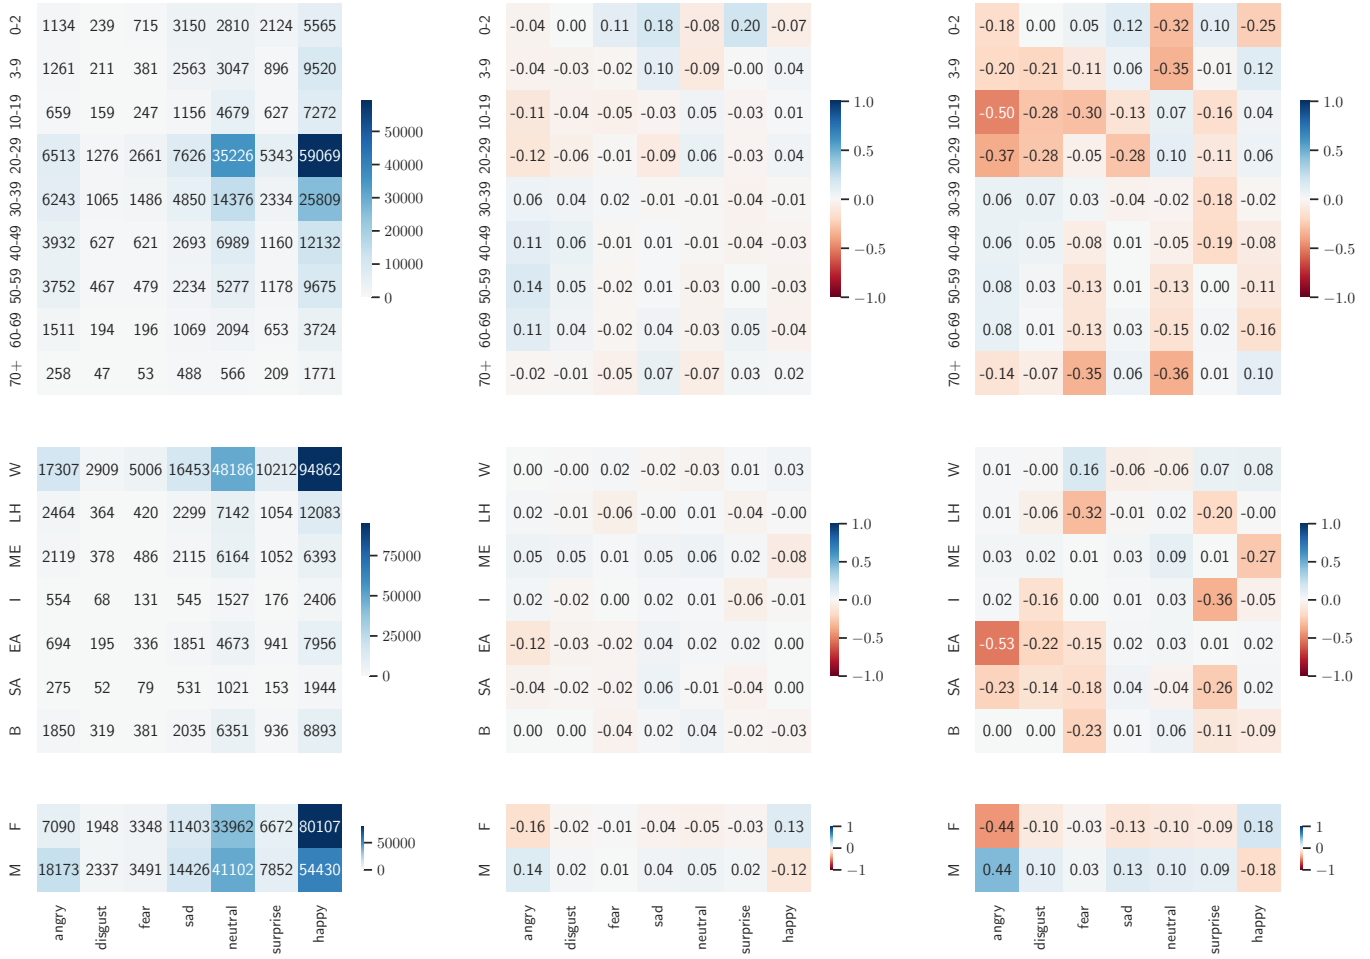 0-2 1134 239 715 3150 2810 2124 5565
3-9 1261 211 381 2563 3047 896 9520
10-19 659 159 247 1156 4679 627 7272
20-29 6513 1276 2661 7626 35226 5343 59069
30-39 6243 1065 1486 4850 14376 2334 25809
40-49 3932 627 621 2693 6989 1160 12132
50-59 3752 467 479 2234 5277 1178 9675
60-69 1511 194 196 1069 2094 653 3724
70+ 258 47 53 488 566 209 1771
50000
40000
30000
20000
10000
0
0-2 -0.04 0.00 0.11 0.18 -0.08 0.20 -0.07
3-9 -0.04 -0.03 -0.02 0.10 -0.09 -0.00 0.04
10-19 -0.11 -0.04 -0.05 -0.03 0.05 -0.03 0.01
20-29 -0.12 -0.06 -0.01 -0.09 0.06 -0.03 0.04
30-39 0.06 0.04 0.02 -0.01 -0.01 -0.04 -0.01
40-49 0.11 0.06 -0.01 0.01 -0.01 -0.04 -0.03
50-59 0.14 0.05 -0.02 0.01 -0.03 0.00 -0.03
60-69 0.11 0.04 -0.02 0.04 -0.03 0.05 -0.04
70+ -0.02 -0.01 -0.05 0.07 -0.07 0.03 0.02
1.0
0.5
0.0
−0.5
−1.0
0-2 -0.18 0.00 0.05 0.12 -0.32 0.10 -0.25
3-9 -0.20 -0.21 -0.11 0.06 -0.35 -0.01 0.12
10-19 -0.50 -0.28 -0.30 -0.13 0.07 -0.16 0.04
20-29 -0.37 -0.28 -0.05 -0.28 0.10 -0.11 0.06
30-39 0.06 0.07 0.03 -0.04 -0.02 -0.18 -0.02
40-49 0.06 0.05 -0.08 0.01 -0.05 -0.19 -0.08
50-59 0.08 0.03 -0.13 0.01 -0.13 0.00 -0.11
60-69 0.08 0.01 -0.13 0.03 -0.15 0.02 -0.16
70+ -0.14 -0.07 -0.35 0.06 -0.36 0.01 0.10
1.0
0.5
0.0
−0.5
−1.0
W 17307 2909 5006 16453 48186 10212 94862
LH 2464 364 420 2299 7142 1054 12083
ME 2119 378 486 2115 6164 1052 6393
I 554 68 131 545 1527 176 2406
EA 694 195 336 1851 4673 941 7956
SA 275 52 79 531 1021 153 1944
B 1850 319 381 2035 6351 936 8893
75000
50000
25000
0
W 0.00 -0.00 0.02 -0.02 -0.03 0.01 0.03
LH 0.02 -0.01 -0.06 -0.00 0.01 -0.04 -0.00
ME 0.05 0.05 0.01 0.05 0.06 0.02 -0.08
I 0.02 -0.02 0.00 0.02 0.01 -0.06 -0.01
EA -0.12 -0.03 -0.02 0.04 0.02 0.02 0.00
SA -0.04 -0.02 -0.02 0.06 -0.01 -0.04 0.00
B 0.00 0.00 -0.04 0.02 0.04 -0.02 -0.03
1.0
0.5
0.0
−0.5
−1.0
W 0.01 -0.00 0.16 -0.06 -0.06 0.07 0.08
LH 0.01 -0.06 -0.32 -0.01 0.02 -0.20 -0.00
ME 0.03 0.02 0.01 0.03 0.09 0.01 -0.27
I 0.02 -0.16 0.00 0.01 0.03 -0.36 -0.05
EA -0.53 -0.22 -0.15 0.02 0.03 0.01 0.02
SA -0.23 -0.14 -0.18 0.04 -0.04 -0.26 0.02
B 0.00 0.00 -0.23 0.01 0.06 -0.11 -0.09
1.0
0.5
0.0
−0.5
−1.0
F 7090 1948 3348 11403 33962 6672 80107
M 18173 2337 3491 14426 41102 7852 54430
50000
0
angry disgust fear sad neutral surprise happy
F -0.16 -0.02 -0.01 -0.04 -0.05 -0.03 0.13
M 0.14 0.02 0.01 0.04 0.05 0.02 -0.12
1
0
−1
angry disgust fear sad neutral surprise happy
F -0.44 -0.10 -0.03 -0.13 -0.10 -0.09 0.18
M 0.44 0.10 0.03 0.13 0.10 0.09 -0.18
1
0
−1
angry disgust fear sad neutral surprise happy